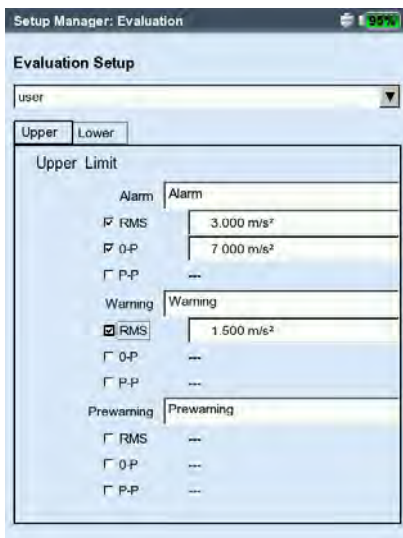 Setup Manager: Evaluation 95%
Evaluation Setup
user
Upper Lower
Upper Limit
Alarm Alarm
RMS 3.000 m/s²
0-P 7 000 m/s²
P-P ---
Warning Warning
RMS 1.500 m/s²
0-P ---
P-P ---
Prewarning Prewarning
RMS ---
0-P ---
P-P ---